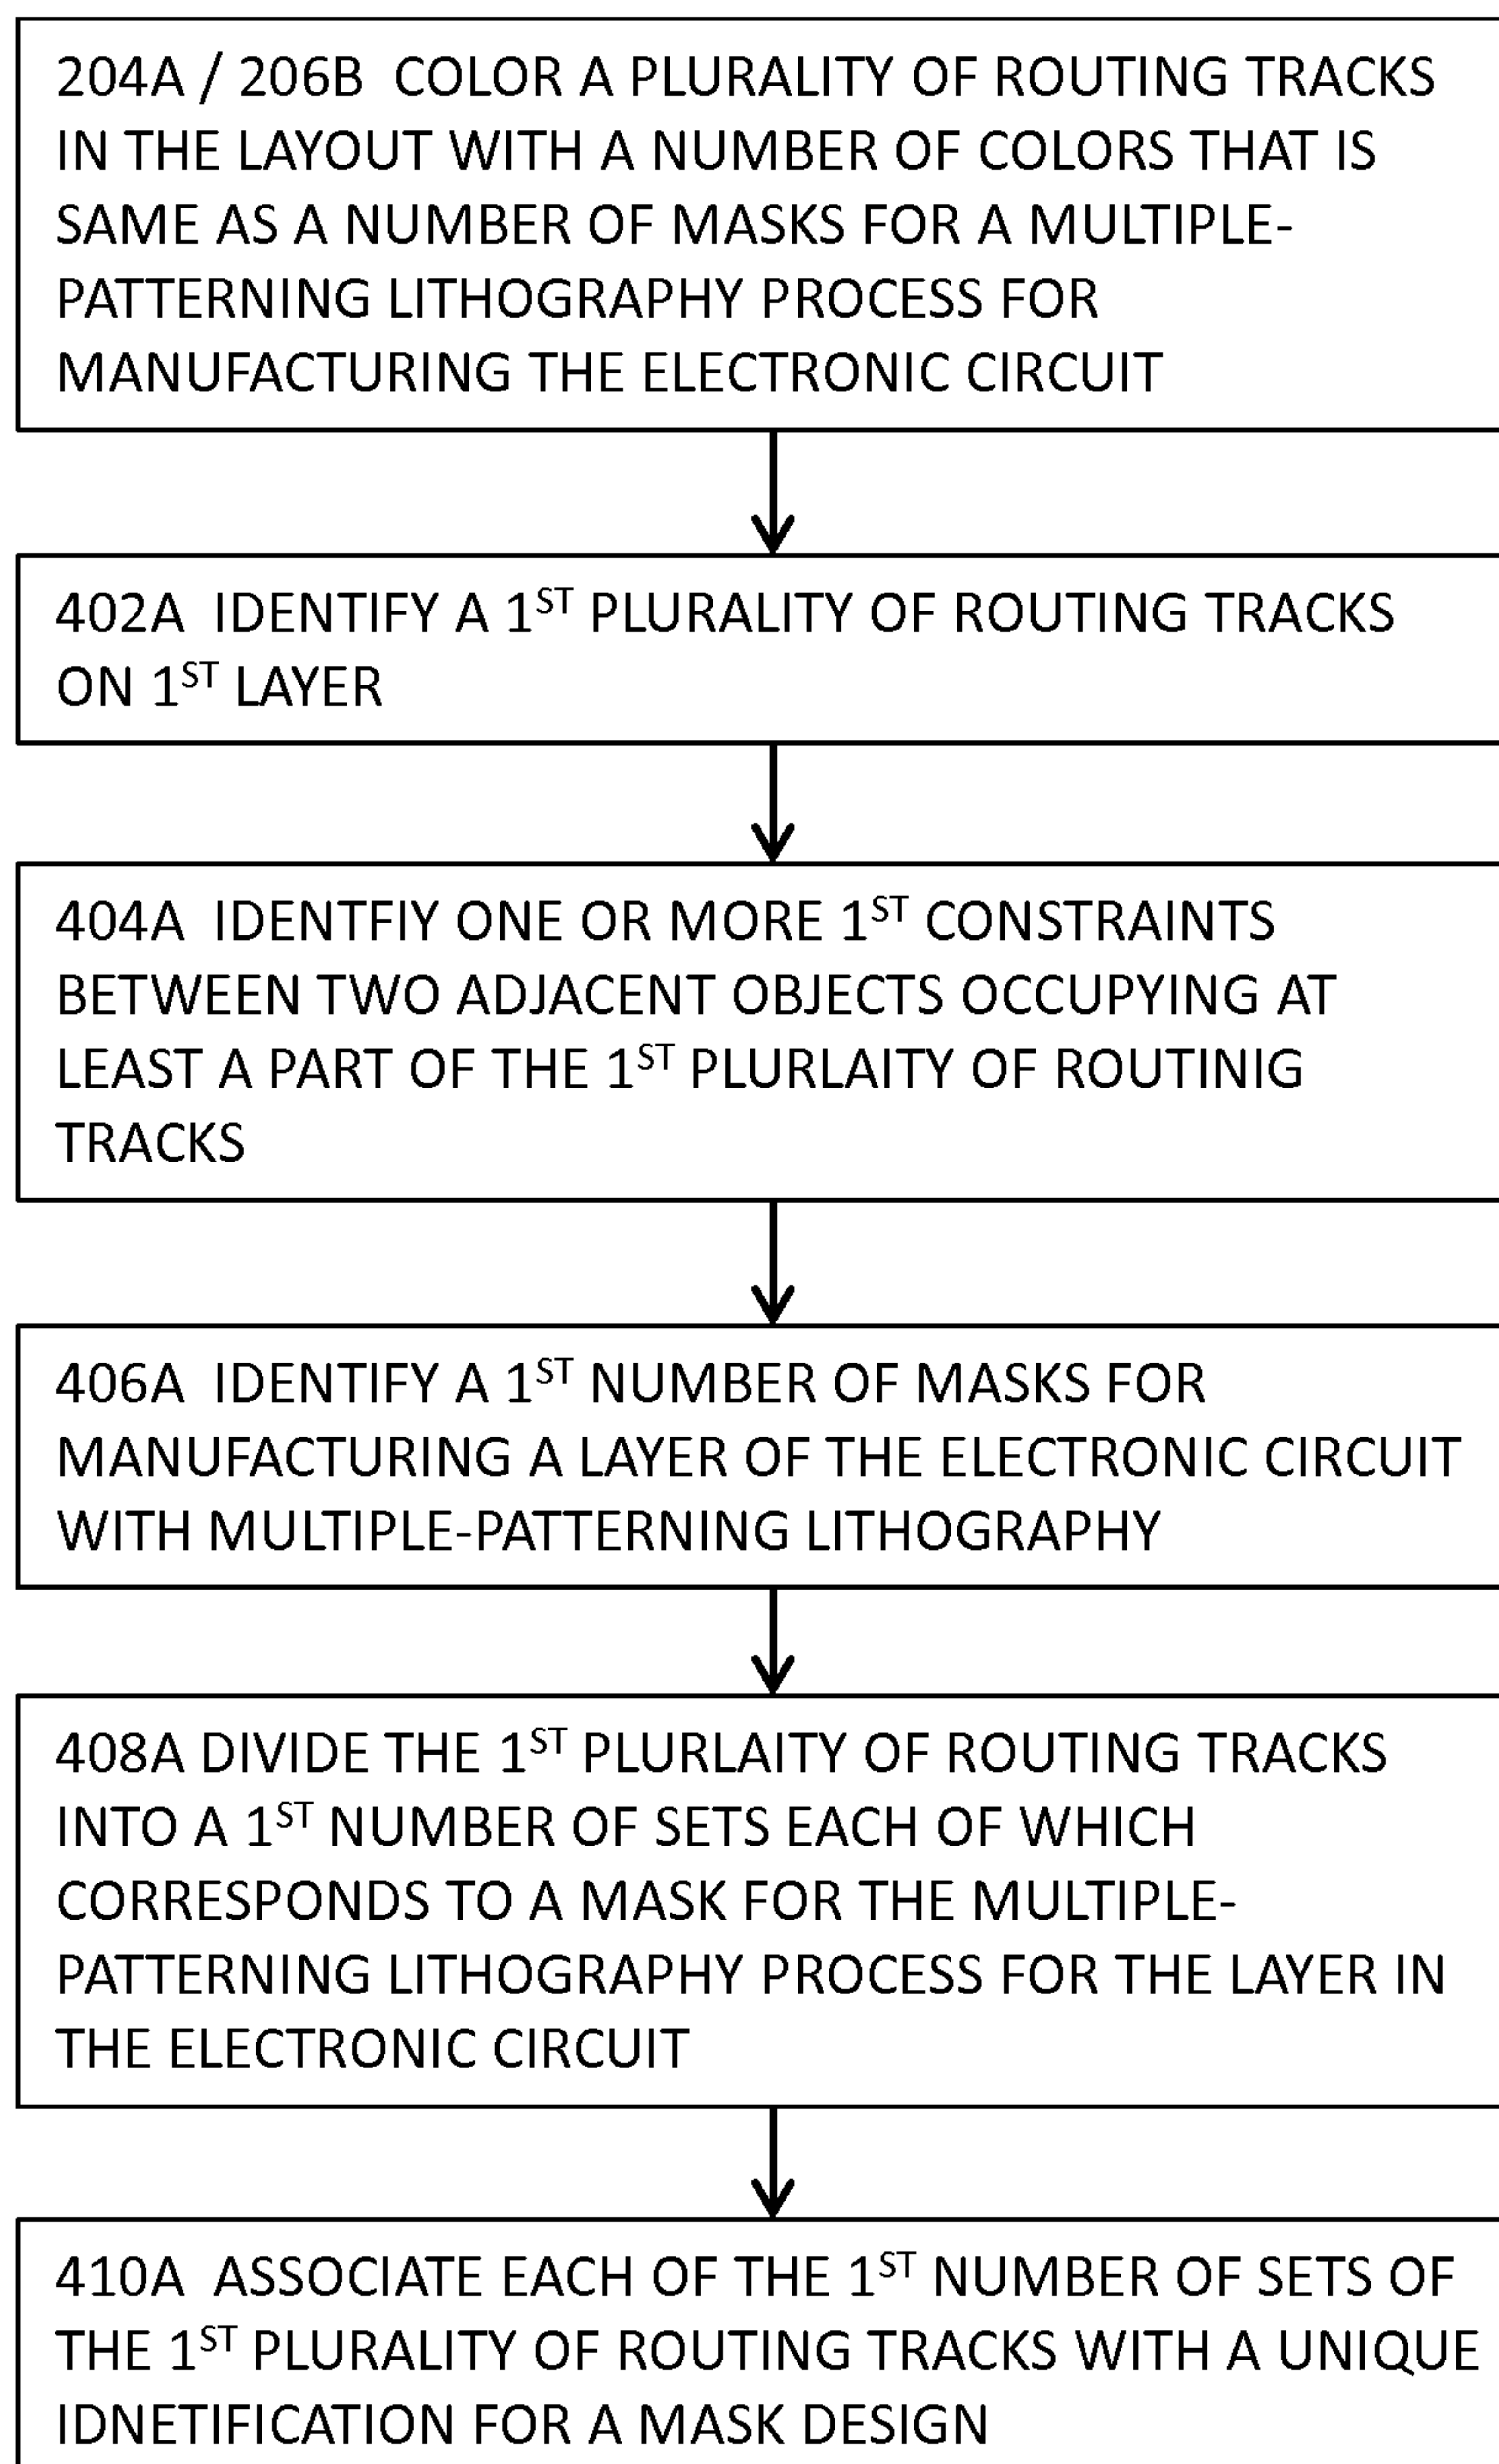 204A / 206B COLOR A PLURALITY OF ROUTING TRACKS
IN THE LAYOUT WITH A NUMBER OF COLORS THAT IS
SAME AS A NUMBER OF MASKS FOR A MULTIPLE-
PATTERNING LITHOGRAPHY PROCESS FOR
MANUFACTURING THE ELECTRONIC CIRCUIT
402A IDENTIFY A 1ST PLURALITY OF ROUTING TRACKS
ON 1ST LAYER
404A IDENTFIY ONE OR MORE 1ST CONSTRAINTS
BETWEEN TWO ADJACENT OBJECTS OCCUPYING AT
LEAST A PART OF THE 1ST PLURLAITY OF ROUTINIG
TRACKS
406A IDENTIFY A 1ST NUMBER OF MASKS FOR
MANUFACTURING A LAYER OF THE ELECTRONIC CIRCUIT
WITH MULTIPLE-PATTERNING LITHOGRAPHY
408A DIVIDE THE 1ST PLURLAITY OF ROUTING TRACKS
INTO A 1ST NUMBER OF SETS EACH OF WHICH
CORRESPONDS TO A MASK FOR THE MULTIPLE-
PATTERNING LITHOGRAPHY PROCESS FOR THE LAYER IN
THE ELECTRONIC CIRCUIT
410A ASSOCIATE EACH OF THE 1ST NUMBER OF SETS OF
THE 1ST PLURALITY OF ROUTING TRACKS WITH A UNIQUE
IDNETIFICATION FOR A MASK DESIGN